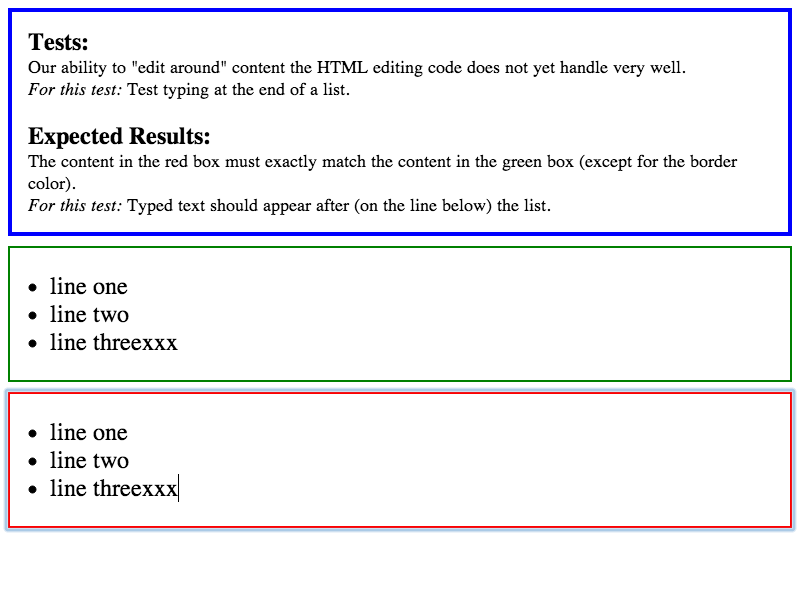 Tests:
Our ability to "edit around" content the HTML editing code does not yet handle very well.
For this test: Test typing at the end of a list.
Expected Results:
The content in the red box must exactly match the content in the green box (except for the border
color).
For this test: Typed text should appear after (on the line below) the list.
• line one
• line two
• line threexxx
• line one
• line two
• line threexxx